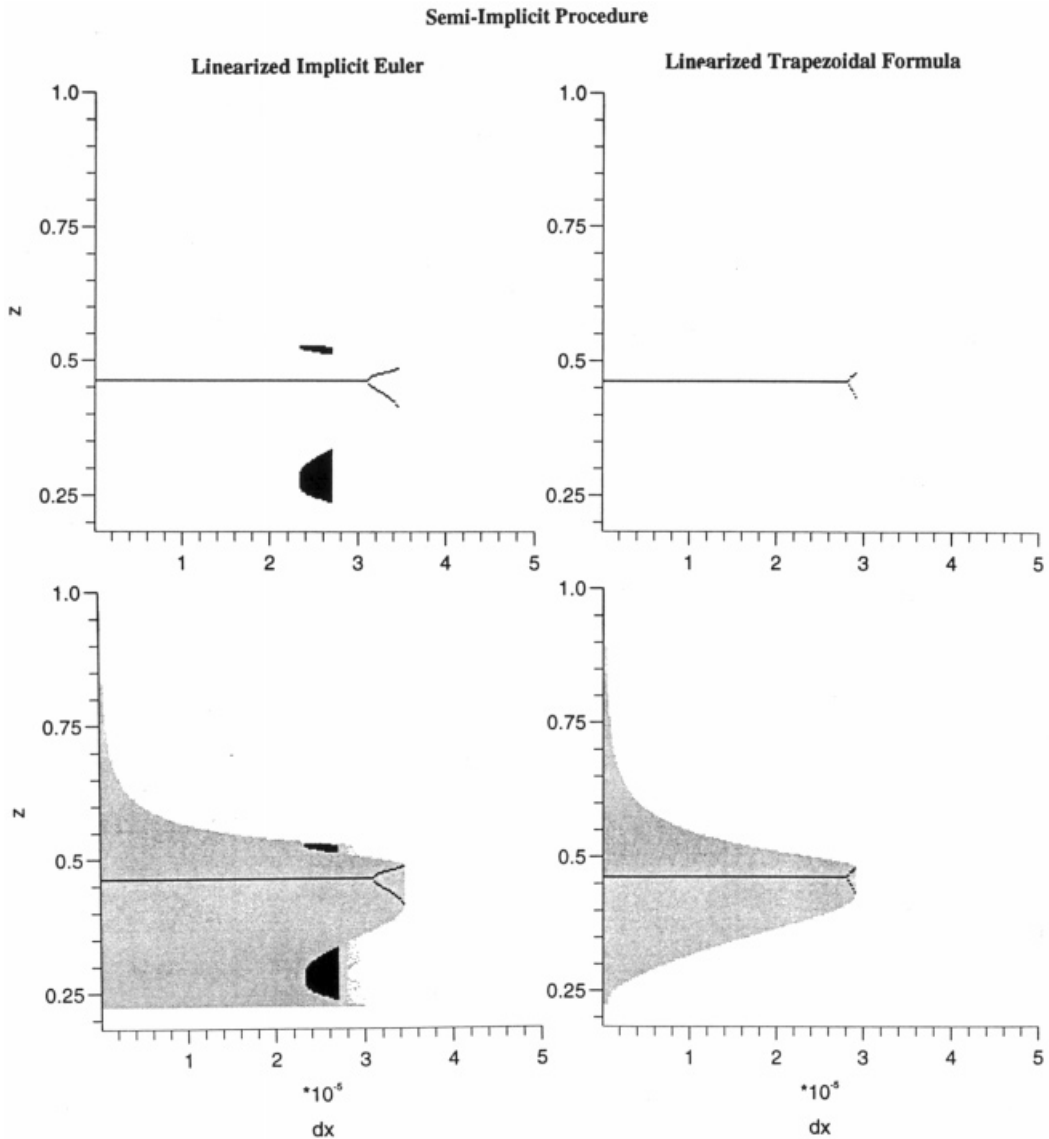 Semi-Implicit Procedure
Linearized Implicit Euler
Linearized Trapezoidal Formula
1.0
0.75
0.5
0.25
z
1 2 3 4 5
1.0
0.75
0.5
0.25
1 2 3 4 5
1.0
0.75
0.5
0.25
z
1 2 3 4 5
*10⁻⁵
dx
1.0
0.75
0.5
0.25
1 2 3 4 5
*10⁻⁵
dx